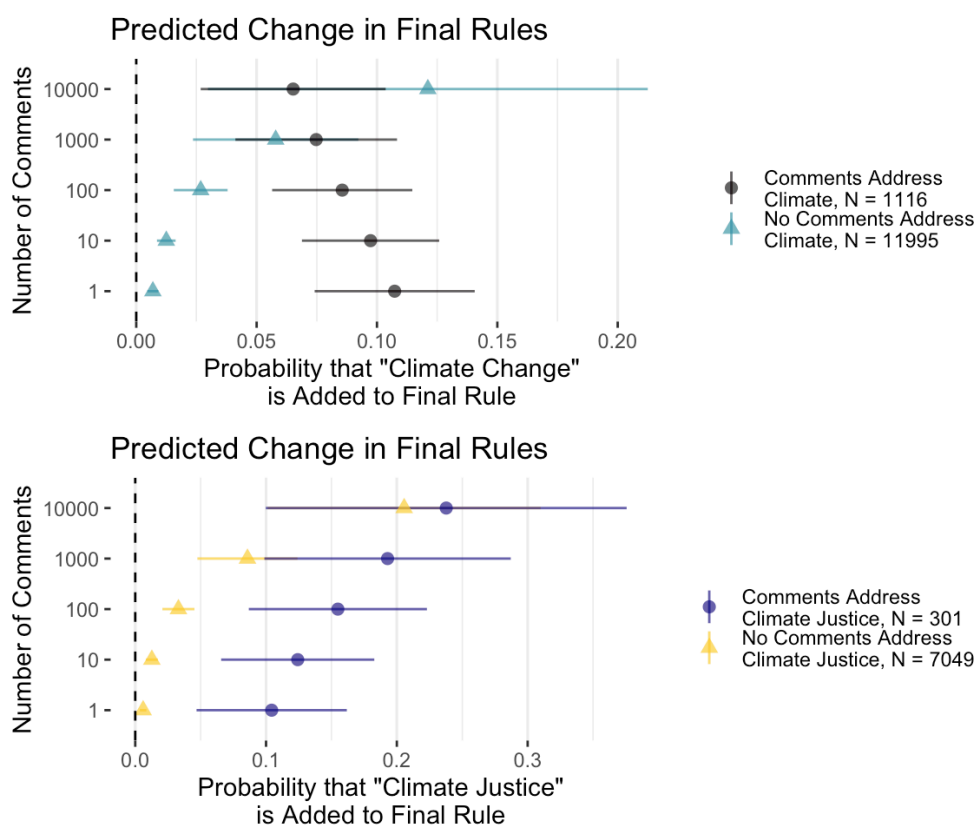 Predicted Change in Final Rules
Number of Comments
10000
1000
100
10
1
0.00 0.05 0.10 0.15 0.20
Probability that "Climate Change"
is Added to Final Rule
Comments Address
Climate, N = 1116
No Comments Address
Climate, N = 11995
Predicted Change in Final Rules
Number of Comments
10000
1000
100
10
1
0.0 0.1 0.2 0.3
Probability that "Climate Justice"
is Added to Final Rule
Comments Address
Climate Justice, N = 301
No Comments Address
Climate Justice, N = 7049